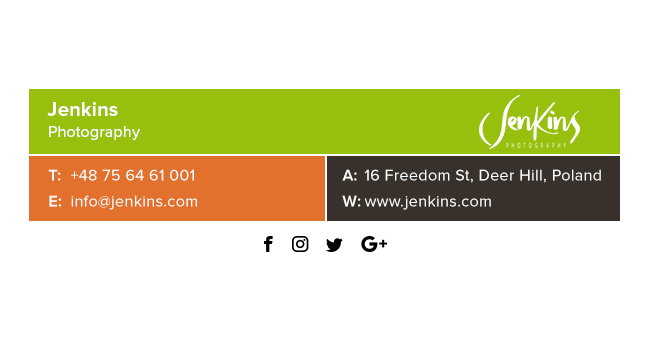 Jenkins
Photography
Jenkins
PHOTOGRAPHY
T: +48 75 64 61 001
E: info@jenkins.com
A: 16 Freedom St, Deer Hill, Poland
W: www.jenkins.com
G+